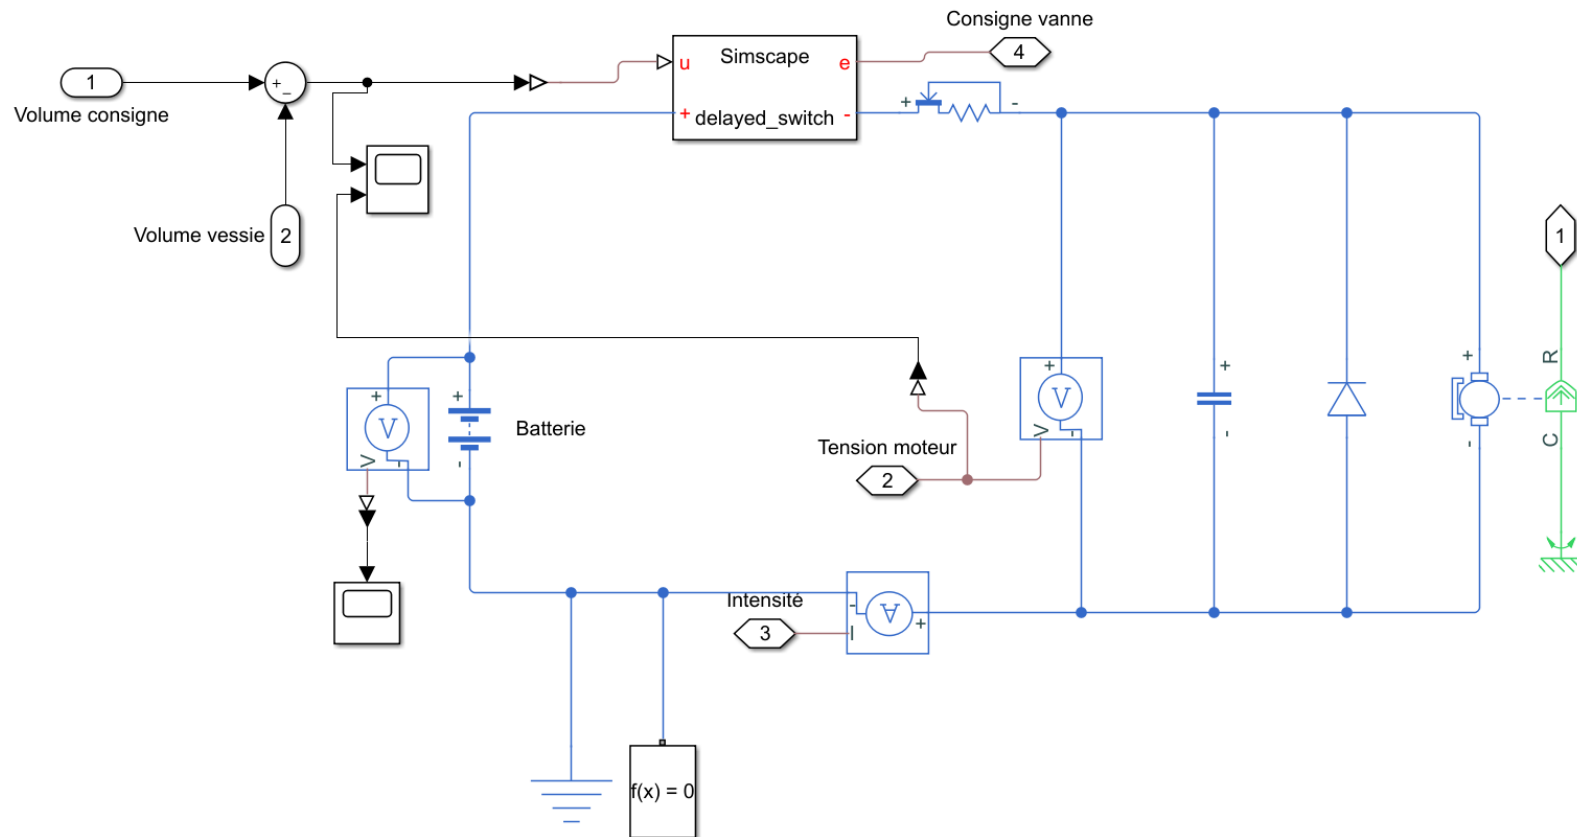 Consigne vanne
4
1
Volume consigne
+
−
u
Simscape
e
+
delayed_switch
-
+
-
Volume vessie
2
1
R
C
+
V
V
-
+
-
Batterie
Tension moteur
2
+
V
V
-
+
-
+
-
Intensité
3
-
I
A
+
f(x) = 0